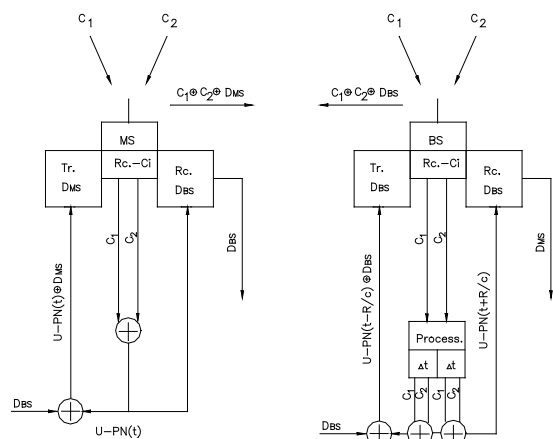 C1 C2
C1⊕C2⊕DMS
MS
Tr.
DMS
Rc.-Ci
Rc.
DBS
C1
C2
DBS
U-PN(t)⊕DMS
DBS
U-PN(t)
C1 C2
C1⊕C2⊕DBS
BS
Tr.
DBS
Rc.-Ci
Rc.
DBS
C1
C2
DMS
U-PN(t-R/c)⊕DBS
U-PN(t+R/c)
Process.
Δt Δt
C1
C2
C1
C2
DBS